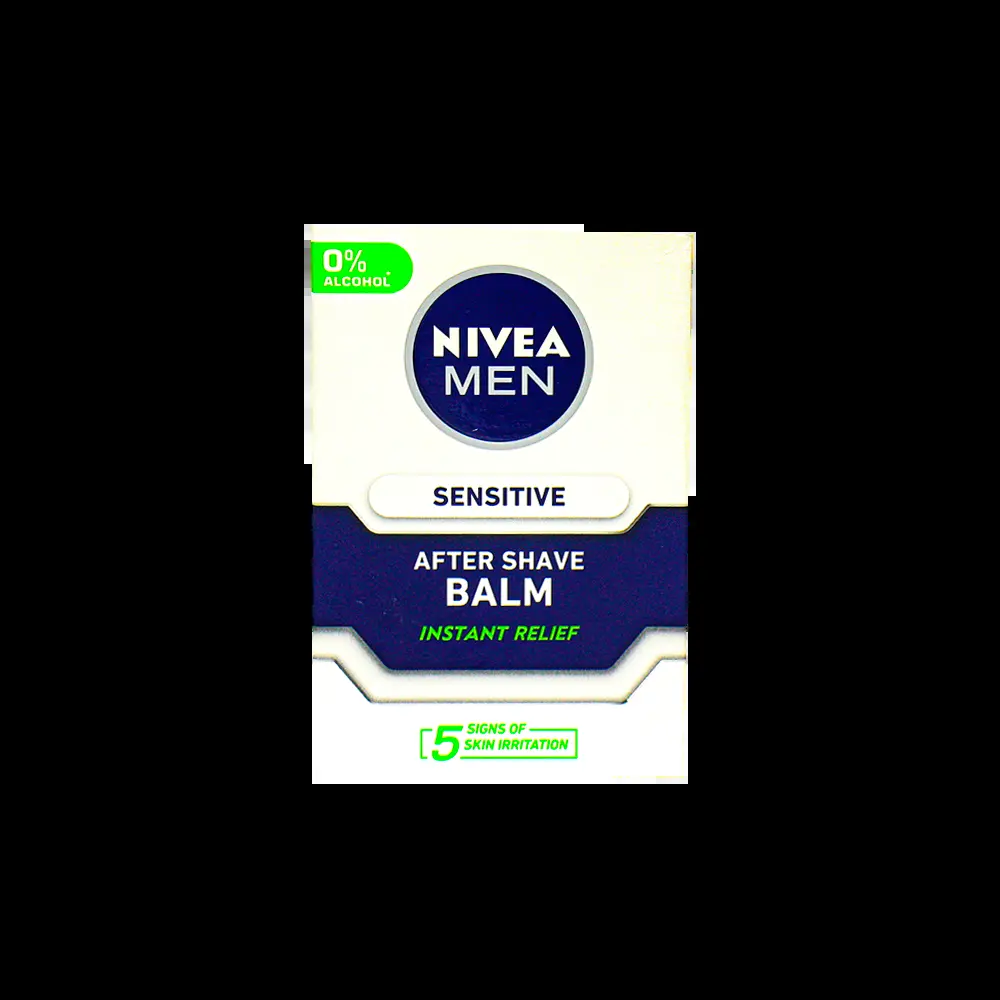 0%
ALCOHOL*
NIVEA
MEN
SENSITIVE
AFTER SHAVE
BALM
INSTANT RELIEF
5 SIGNS OF
SKIN IRRITATION